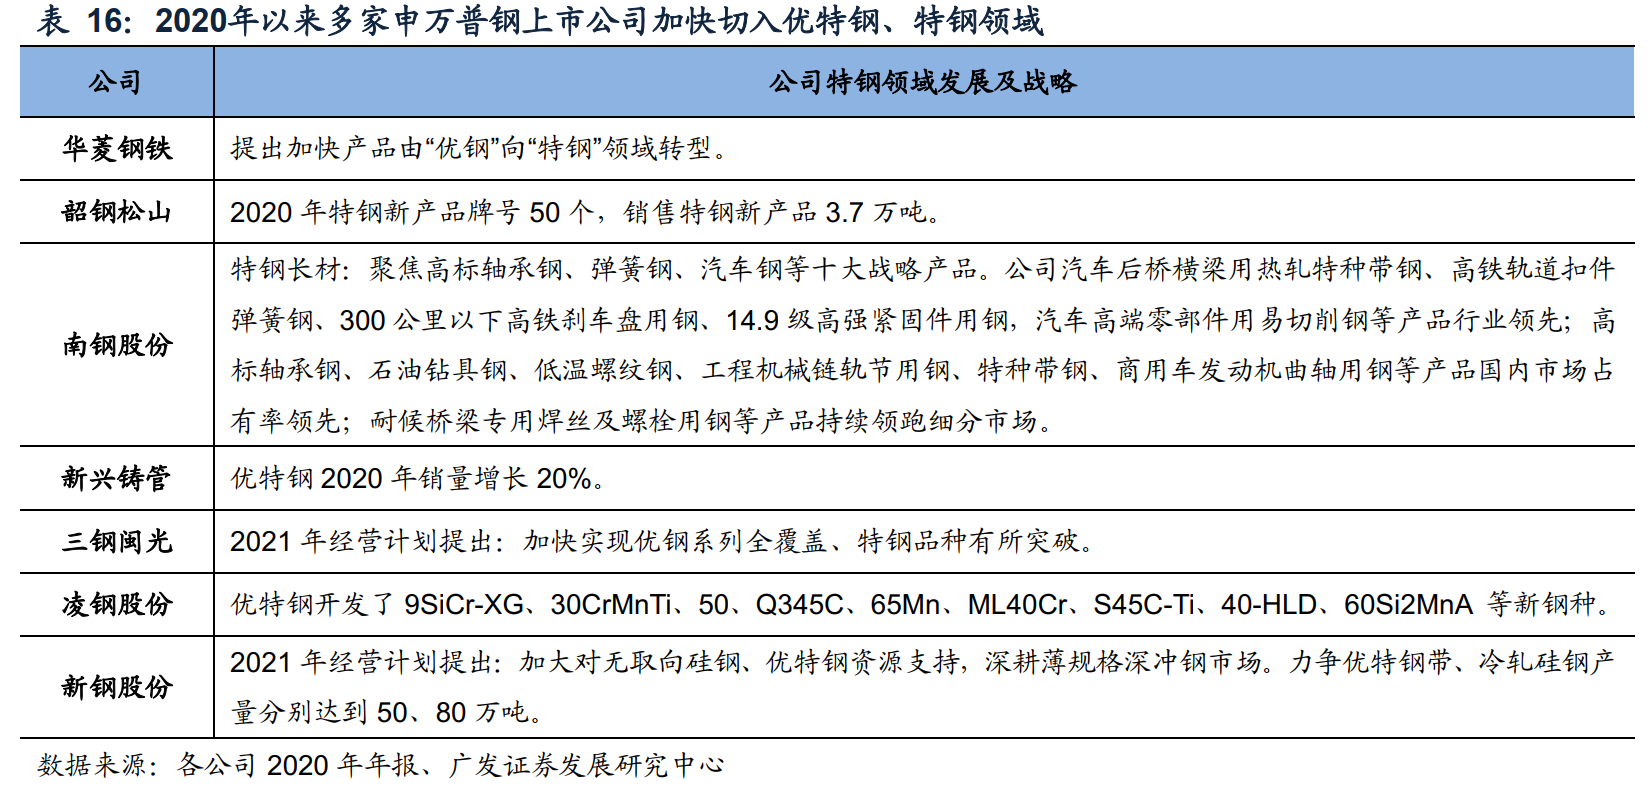 表 16：2020年以来多家申万普钢上市公司加快切入优特钢、特钢领域
公司 公司特钢领域发展及战略
华菱钢铁 提出加快产品由“优钢”向“特钢”领域转型。
韶钢松山 2020 年特钢新产品牌号 50 个，销售特钢新产品 3.7 万吨。
南钢股份 特钢长材：聚焦高标轴承钢、弹簧钢、汽车钢等十大战略产品。公司汽车后桥横梁用热轧特种带钢、高铁轨道扣件
弹簧钢、300 公里以下高铁刹车盘用钢、14.9 级高强紧固件用钢，汽车高端零部件用易切削钢等产品行业领先；高
标轴承钢、石油钻具钢、低温螺纹钢、工程机械链轨节用钢、特种带钢、商用车发动机曲轴用钢等产品国内市场占
有率领先；耐候桥梁专用焊丝及螺栓用钢等产品持续领跑细分市场。
新兴铸管 优特钢 2020 年销量增长 20%。
三钢闽光 2021 年经营计划提出：加快实现优钢系列全覆盖、特钢品种有所突破。
凌钢股份 优特钢开发了 9SiCr-XG、30CrMnTi、50、Q345C、65Mn、ML40Cr、S45C-Ti、40-HLD、60Si2MnA 等新钢种。
新钢股份 2021 年经营计划提出：加大对无取向硅钢、优特钢资源支持，深耕薄规格深冲钢市场。力争优特钢带、冷轧硅钢产
量分别达到 50、80 万吨。
数据来源：各公司 2020 年年报、广发证券发展研究中心